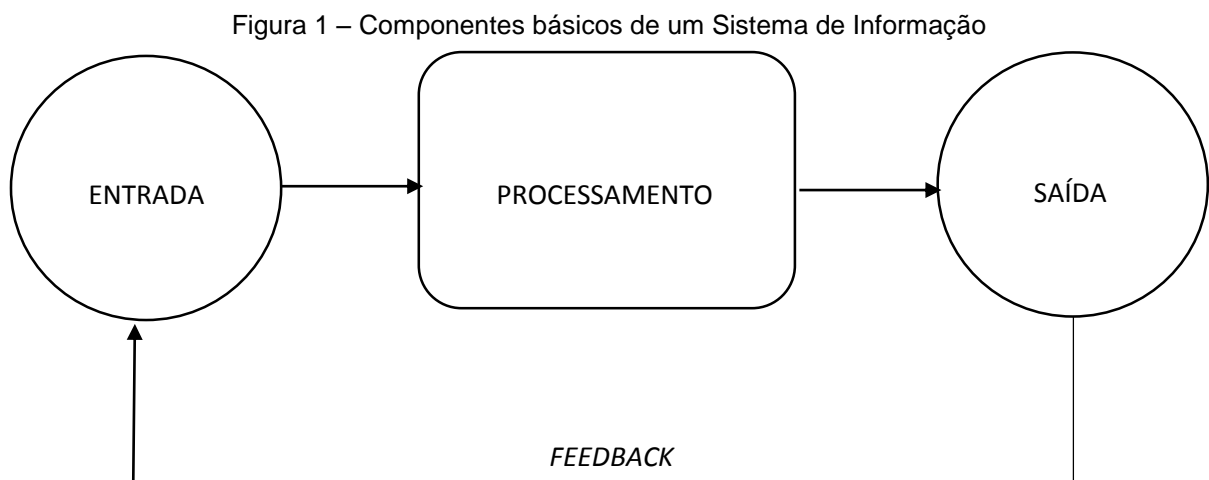 Figura 1 – Componentes básicos de um Sistema de Informação
ENTRADA
PROCESSAMENTO
SAÍDA
FEEDBACK